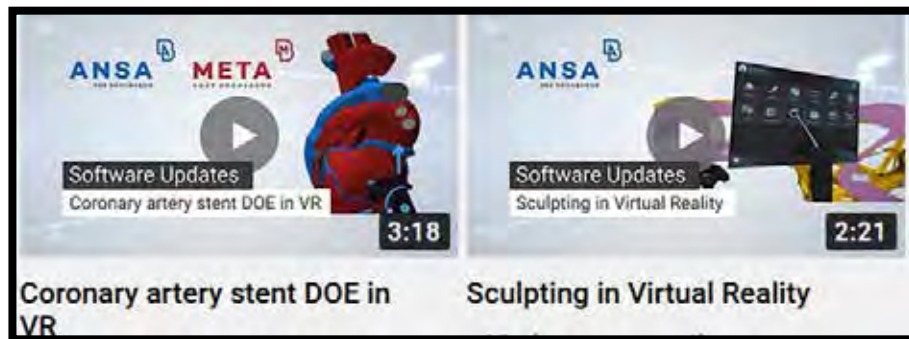 ANSA
META
Software Updates
Coronary artery stent DOE in VR
3:18
Coronary artery stent DOE in
VR
ANSA
Software Updates
Sculpting in Virtual Reality
2:21
Sculpting in Virtual Reality